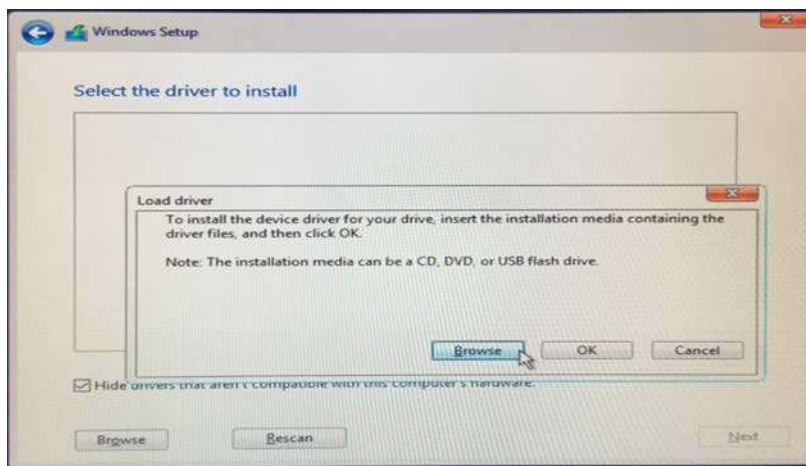 Windows Setup
Select the driver to install
Load driver
To install the device driver for your drive, insert the installation media containing the
driver files, and then click OK.
Note: The installation media can be a CD, DVD, or USB flash drive.
Browse OK Cancel
Hide drivers that aren't compatible with this computer's hardware.
Browse Rescan Next